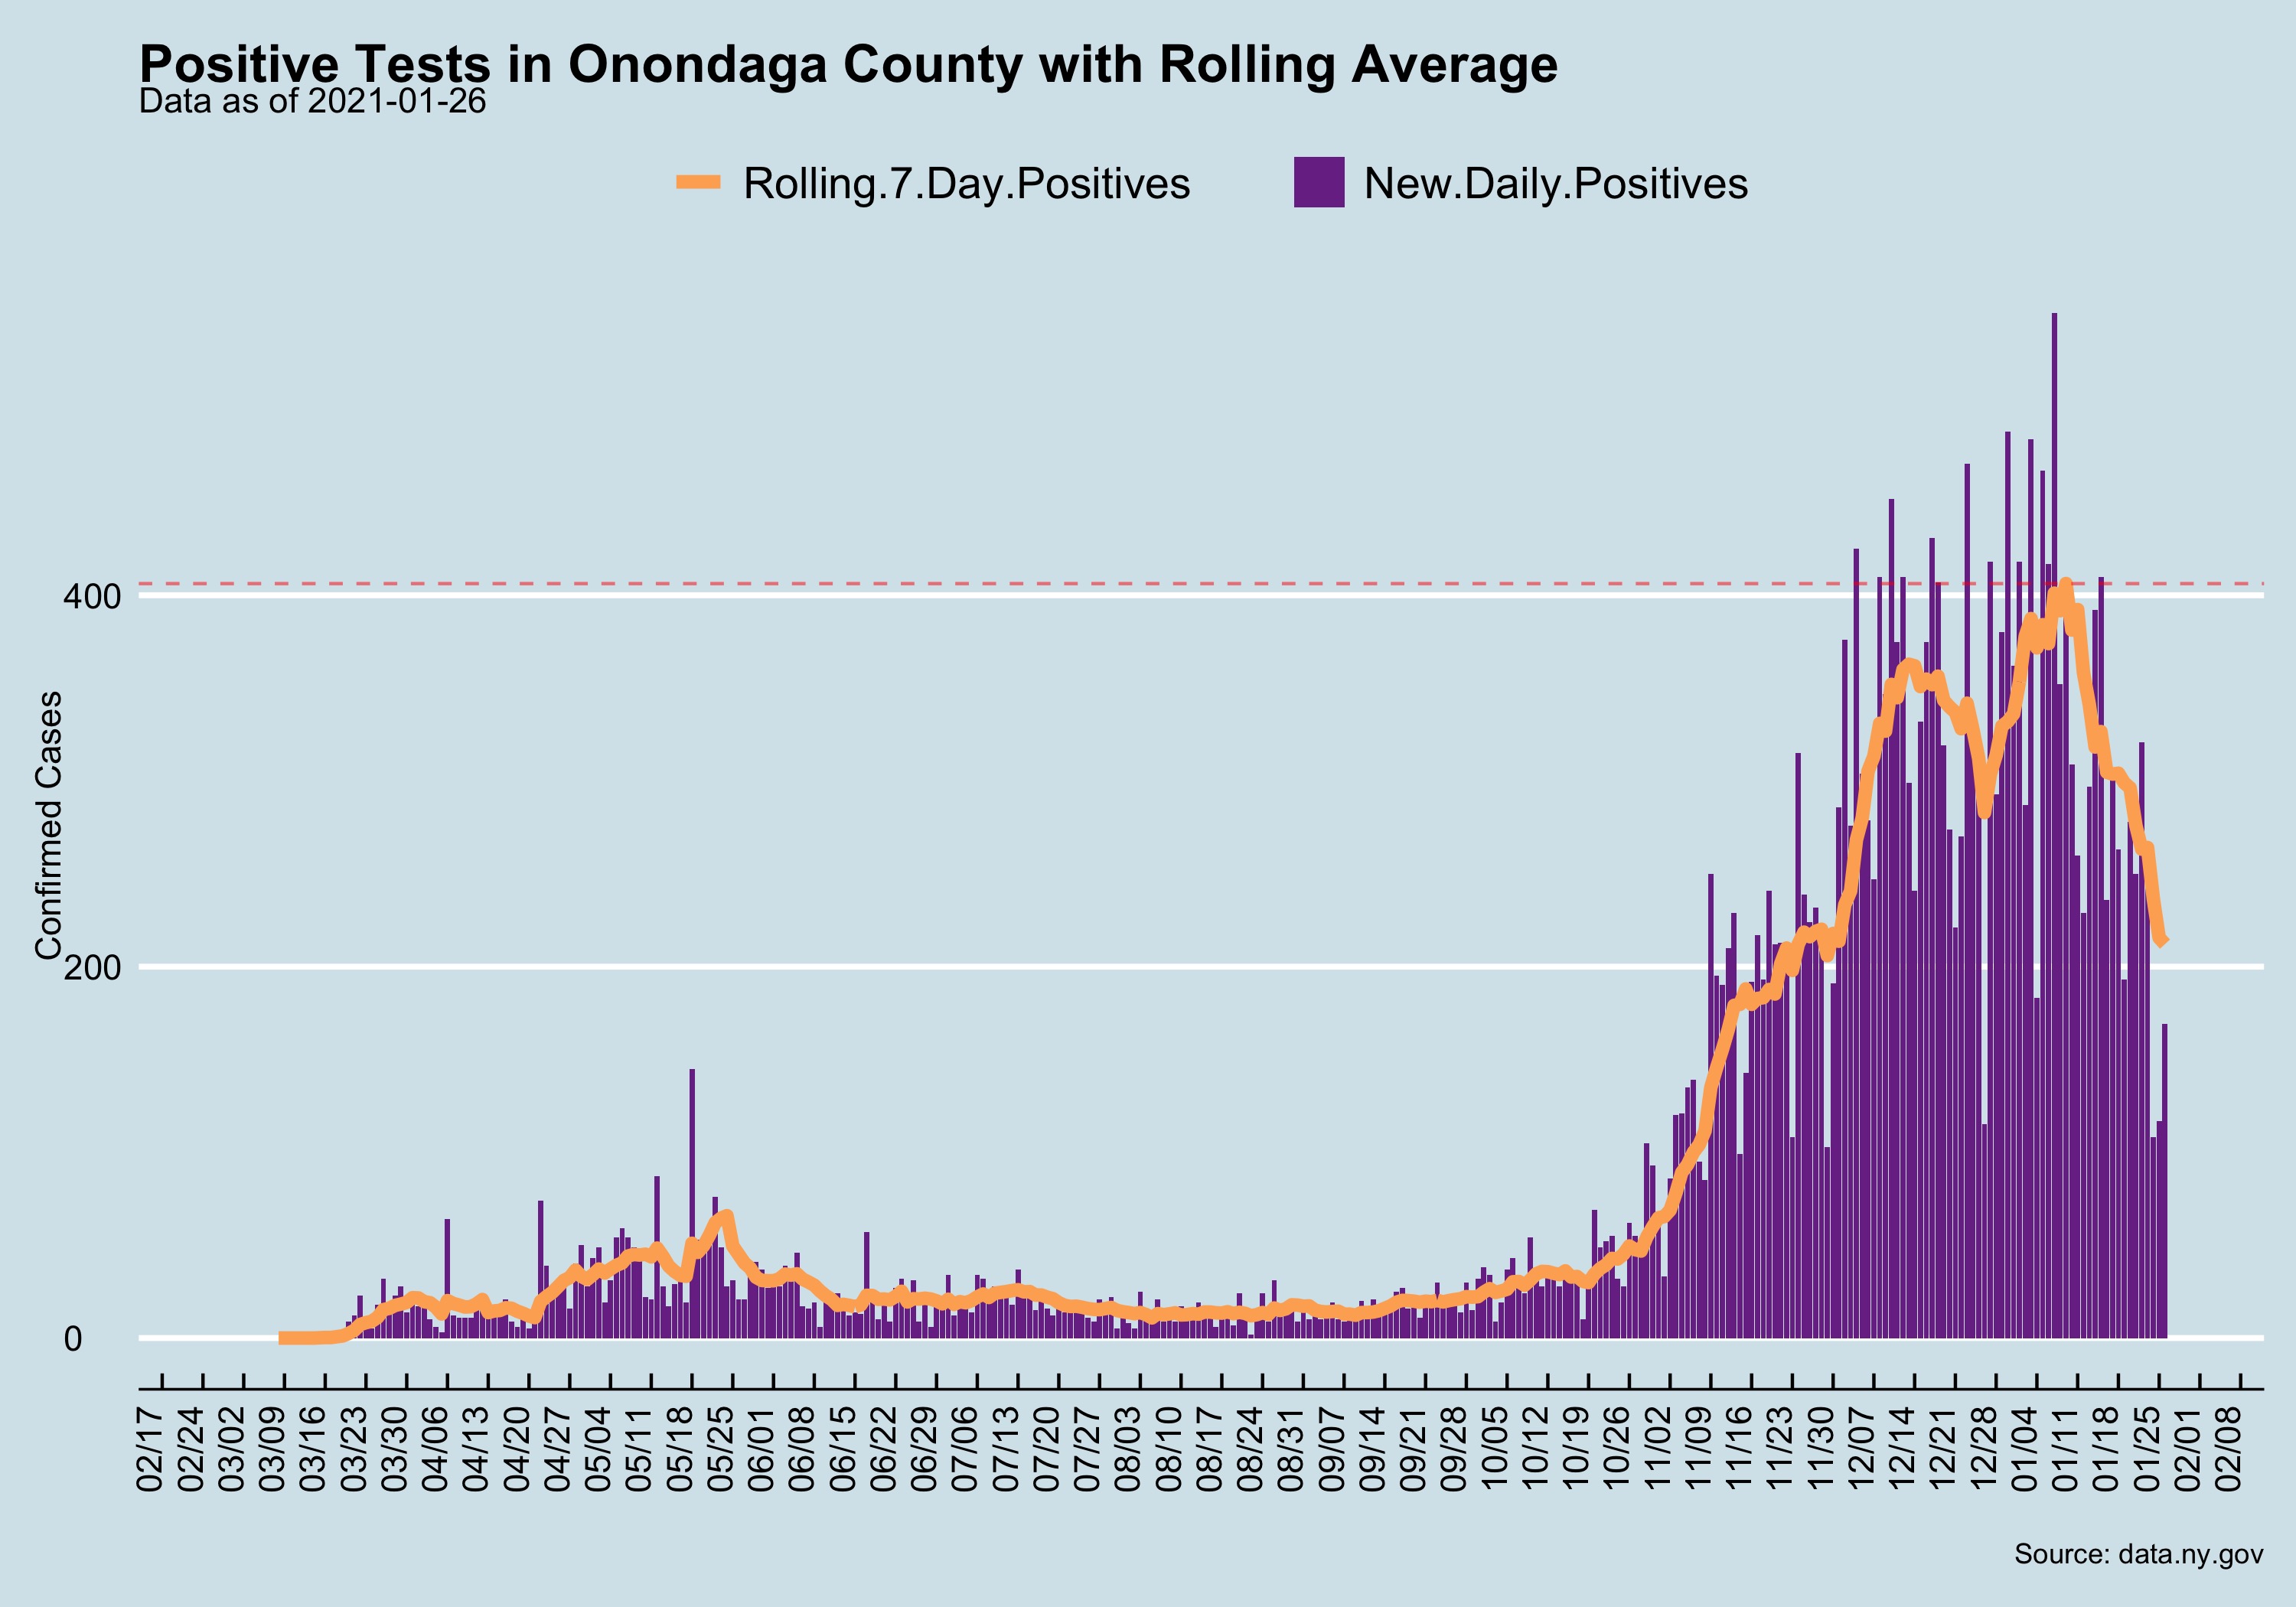 Positive Tests in Onondaga County with Rolling Average
Data as of 2021-01-26
Rolling.7.Day.Positives New.Daily.Positives
Confirmed Cases
400
200
0
02/17 02/24 03/02 03/09 03/16 03/23 03/30 04/06 04/13 04/20 04/27 05/04 05/11 05/18 05/25 06/01 06/08 06/15 06/22 06/29 07/06 07/13 07/20 07/27 08/03 08/10 08/17 08/24 08/31 09/07 09/14 09/21 09/28 10/05 10/12 10/19 10/26 11/02 11/09 11/16 11/23 11/30 12/07 12/14 12/21 12/28 01/04 01/11 01/18 01/25 02/01 02/08
Source: data.ny.gov